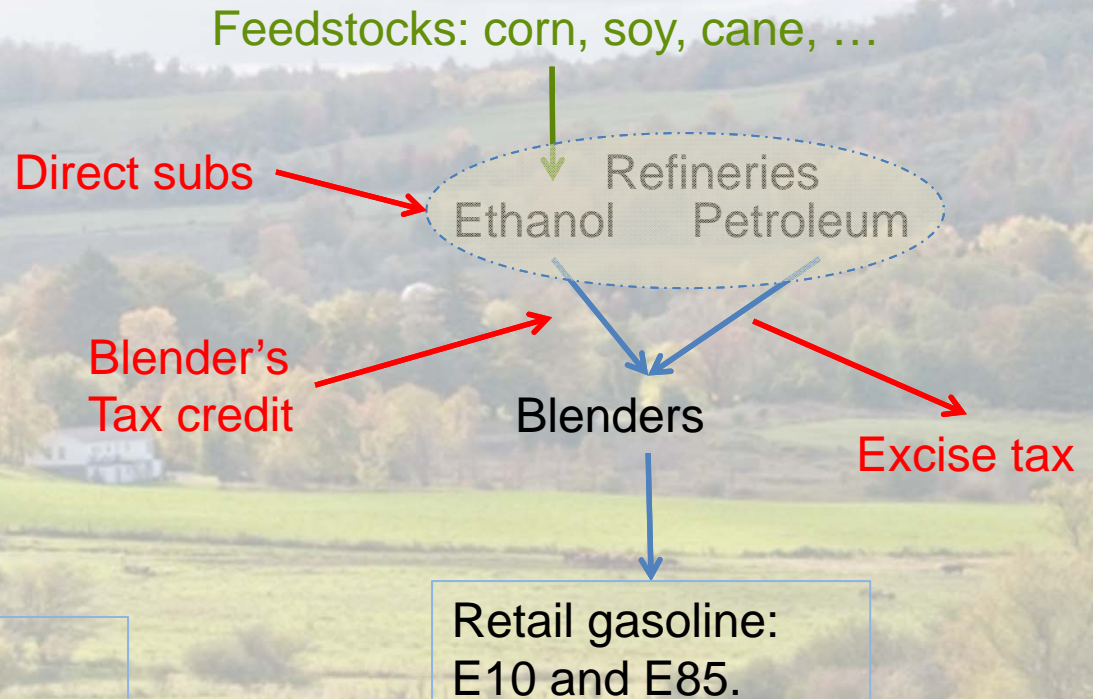 Feedstocks: corn, soy, cane, …
Direct subs
Refineries
Ethanol Petroleum
Blender’s
Tax credit
Blenders
Excise tax
Retail gasoline:
E10 and E85.